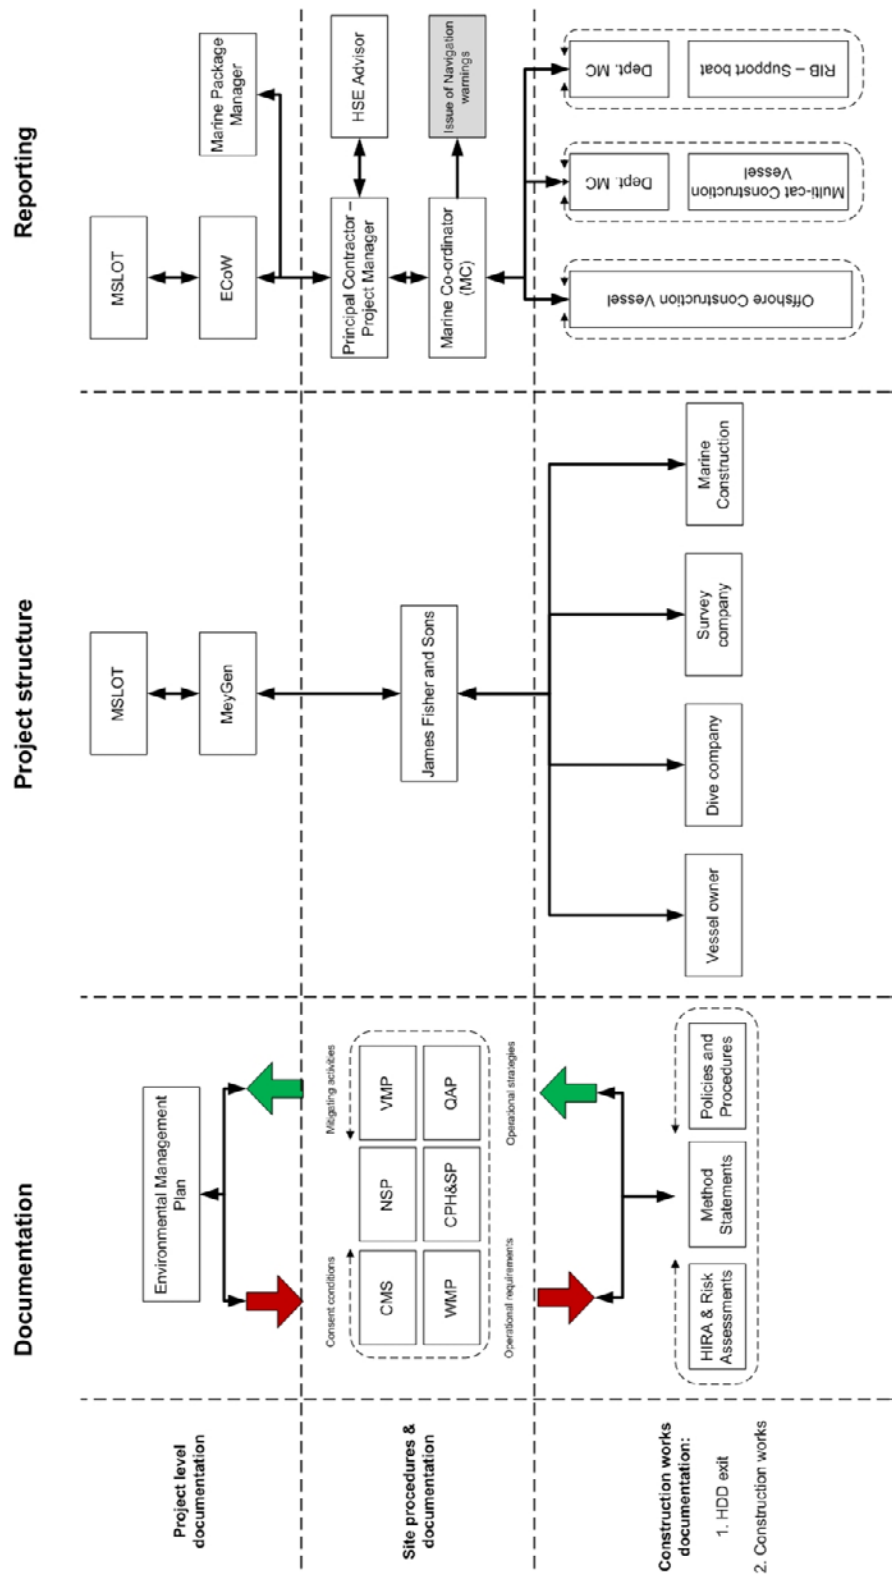 Documentation
Project structure
Reporting
Project level
documentation
Environmental Management
Plan
MSLOT
MeyGen
MSLOT
ECoW
Marine Package
Manager
Site procedures &
documentation
Consent conditions
Mitigating activities
CMS
NSP
VMP
WMP
CPH&SP
QAP
Operational requirements
Operational strategies
James Fisher and Sons
Principal Contractor –
Project Manager
HSE Advisor
Marine Co-ordinator
(MC)
Issue of Navigation
warnings
Construction works
documentation:
1. HDD exit
2. Construction works
HIRA & Risk
Assessments
Method
Statements
Policies and
Procedures
Vessel owner
Dive company
Survey
company
Marine
Construction
Offshore Construction Vessel
Dept. MC
Multi-cat Construction
Vessel
Dept. MC
RIB – Support boat